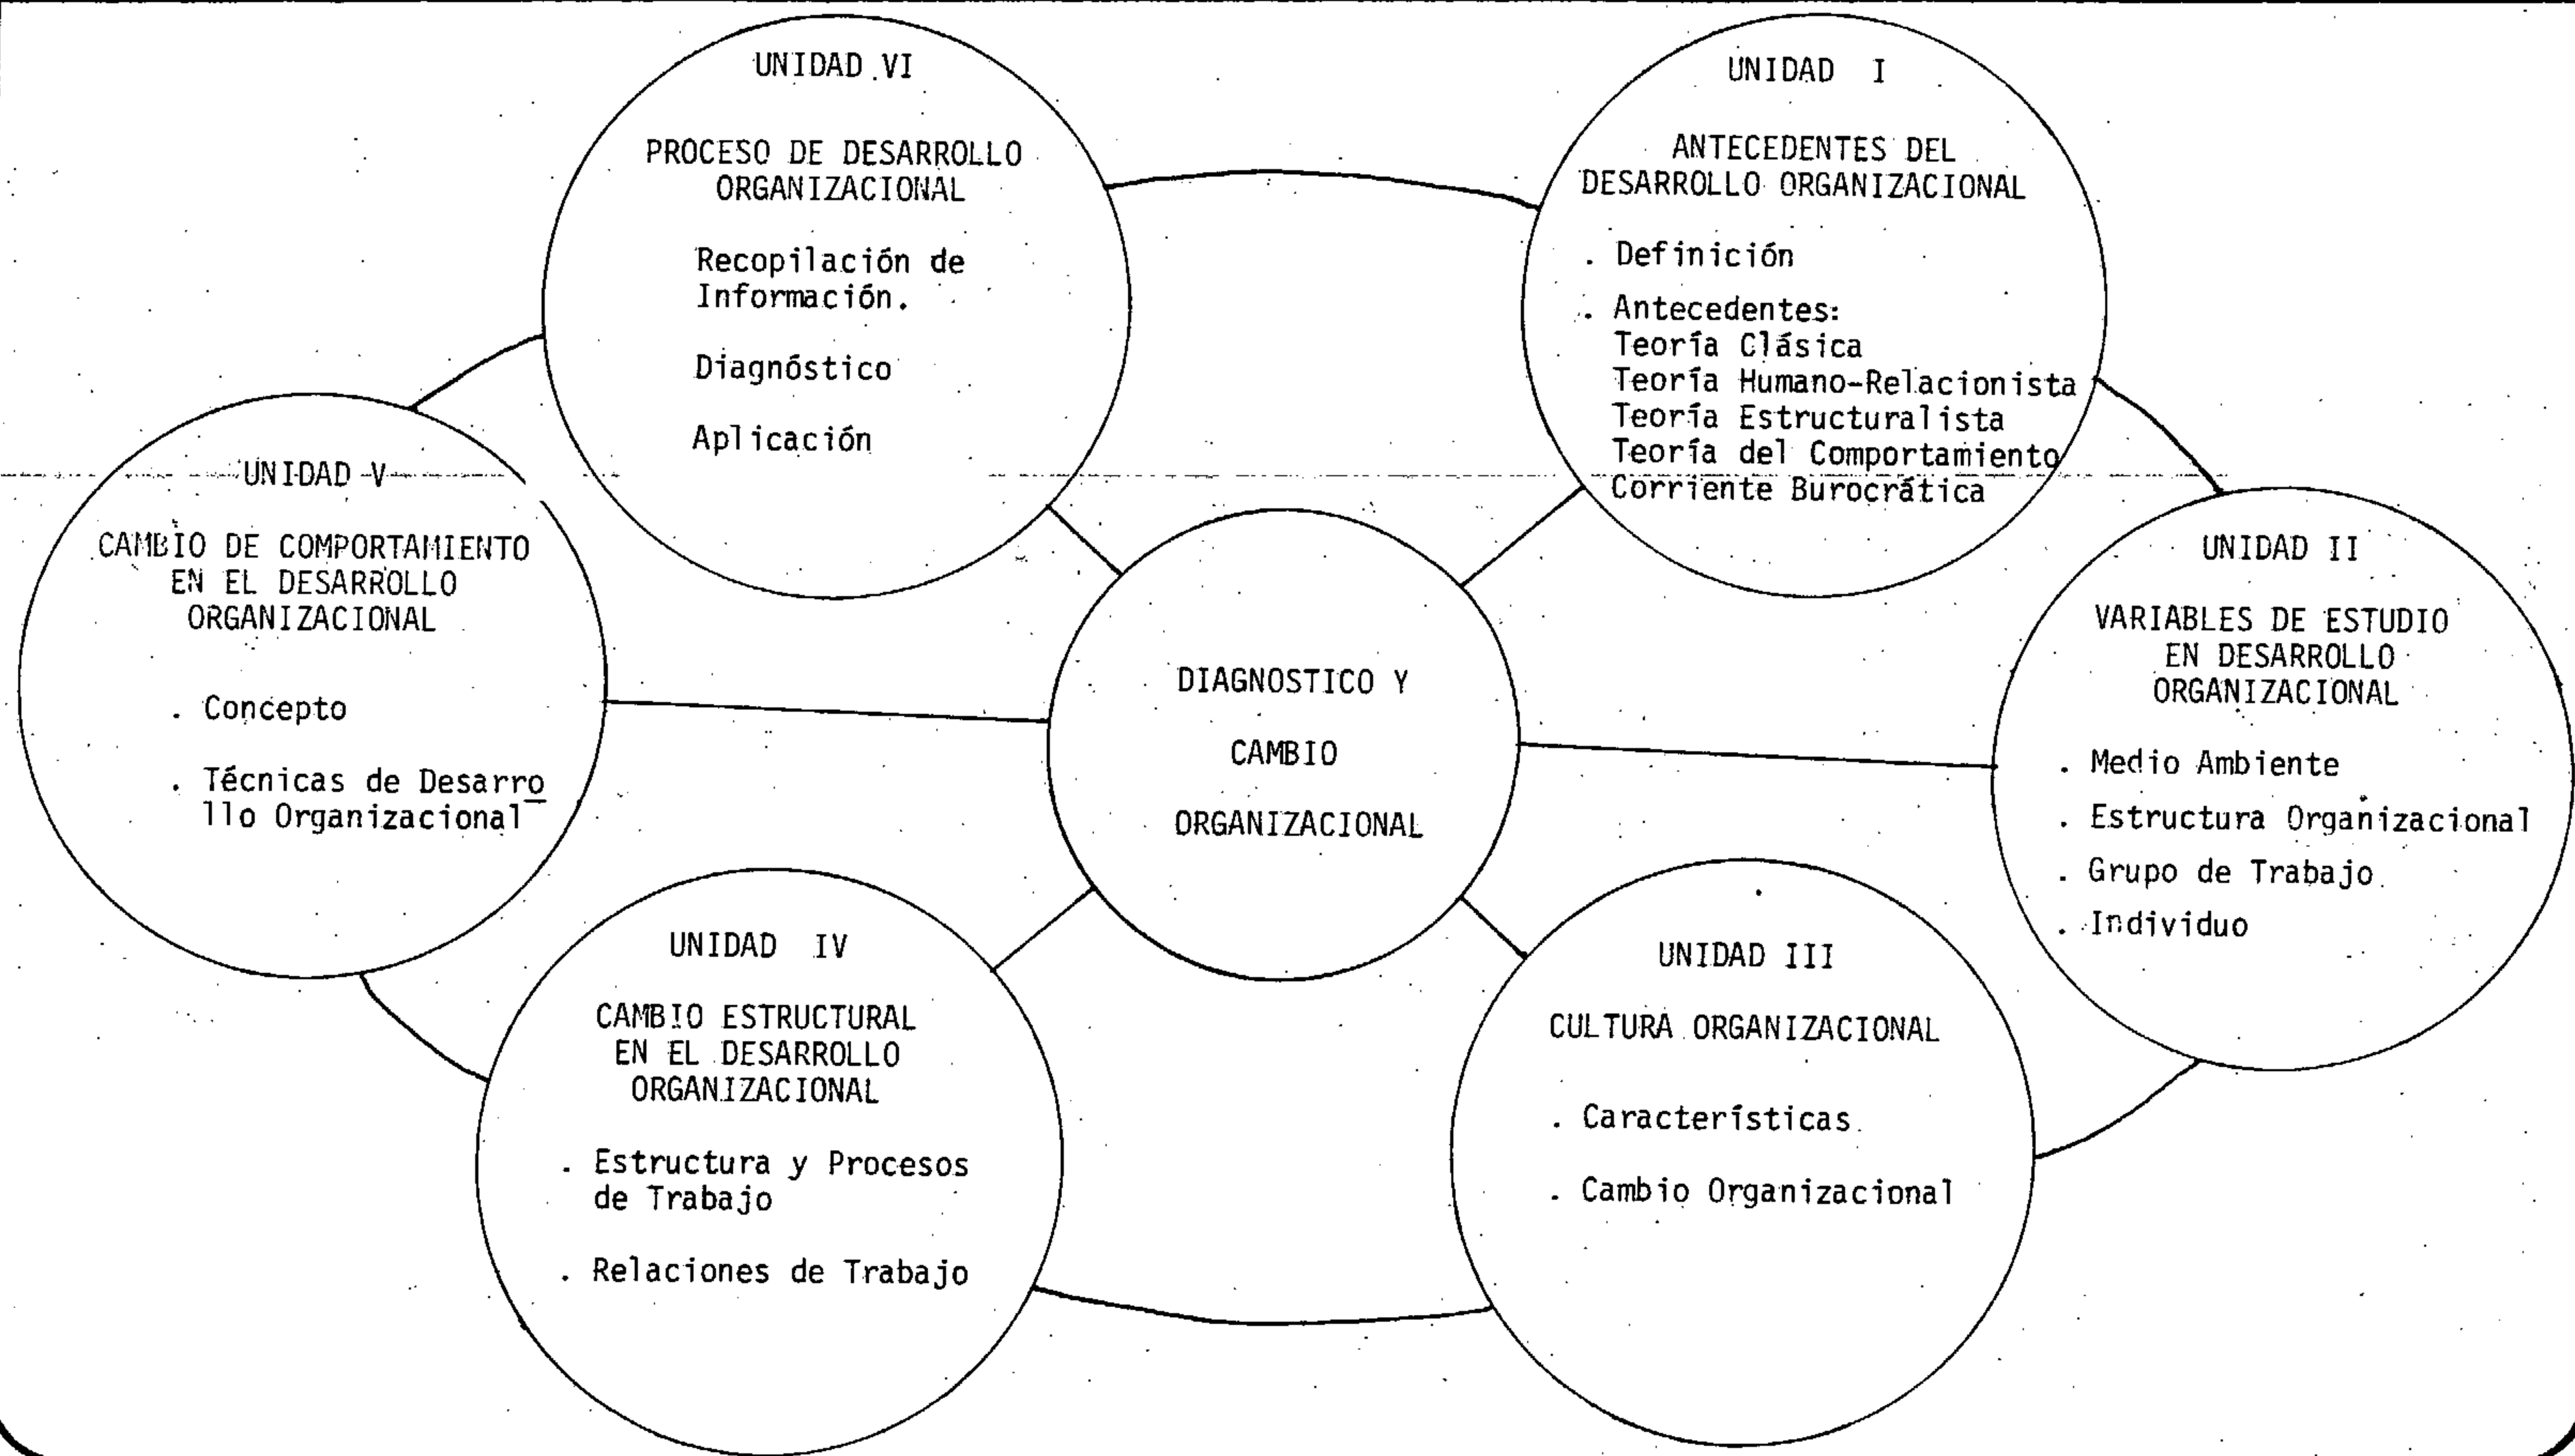 UNIDAD VI
PROCESO DE DESARROLLO
ORGANIZACIONAL
Recopilación de
Información.
Diagnóstico
Aplicación
UNIDAD I
ANTECEDENTES DEL
DESARROLLO ORGANIZACIONAL
. Definición
. Antecedentes:
Teoría Clásica
Teoría Humano-Relacionista
Teoría Estructuralista
Teoría del Comportamiento
Corriente Burocrática
UNIDAD V
CAMBIO DE COMPORTAMIENTO
EN EL DESARROLLO
ORGANIZACIONAL
. Concepto
. Técnicas de Desarro
llo Organizacional
DIAGNOSTICO Y
CAMBIO
ORGANIZACIONAL
UNIDAD II
VARIABLES DE ESTUDIO
EN DESARROLLO
ORGANIZACIONAL
. Medio Ambiente
. Estructura Organizacional
. Grupo de Trabajo
. Individuo
UNIDAD IV
CAMBIO ESTRUCTURAL
EN EL DESARROLLO
ORGANIZACIONAL
. Estructura y Procesos
de Trabajo
. Relaciones de Trabajo
UNIDAD III
CULTURA ORGANIZACIONAL
. Características
. Cambio Organizacional